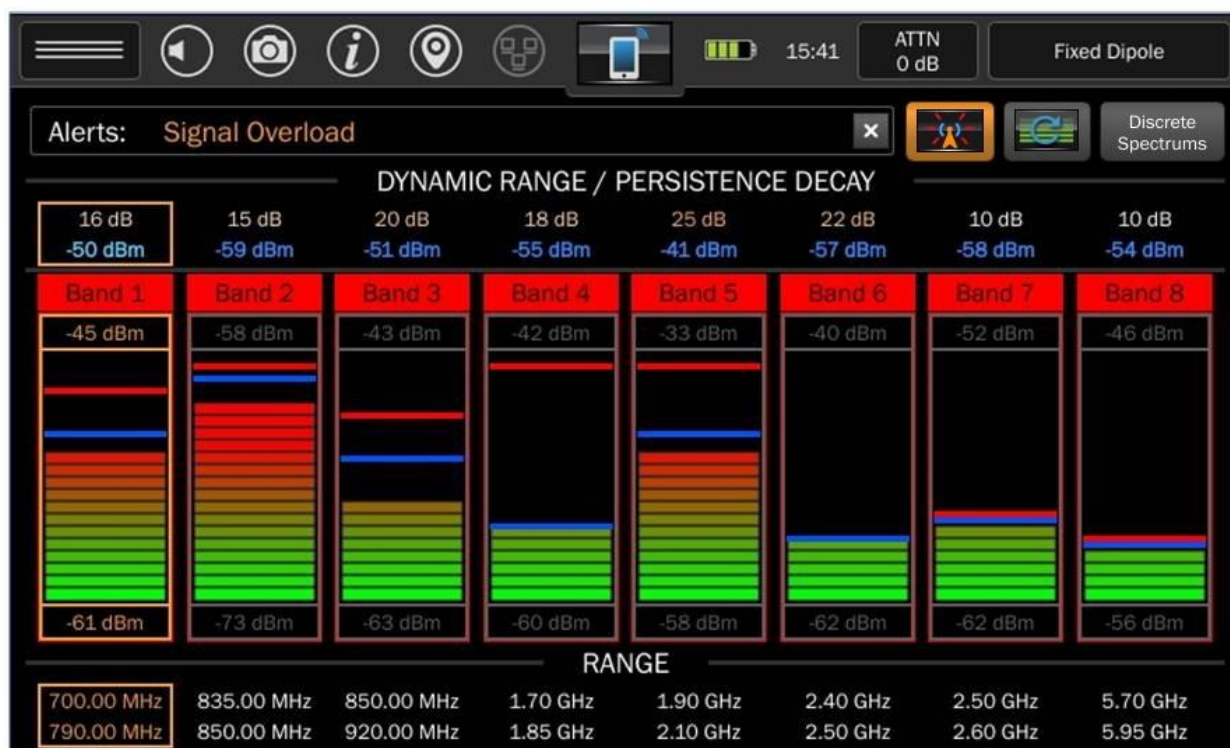 15:41
ATTN
0 dB
Fixed Dipole
Alerts: Signal Overload
Discrete
Spectrums
DYNAMIC RANGE / PERSISTENCE DECAY
16 dB 15 dB 20 dB 18 dB 25 dB 22 dB 10 dB 10 dB
-50 dBm -59 dBm -51 dBm -55 dBm -41 dBm -57 dBm -58 dBm -54 dBm
Band 1 Band 2 Band 3 Band 4 Band 5 Band 6 Band 7 Band 8
-45 dBm -58 dBm -43 dBm -42 dBm -33 dBm -40 dBm -52 dBm -46 dBm
-61 dBm -73 dBm -63 dBm -60 dBm -58 dBm -62 dBm -62 dBm -56 dBm
RANGE
700.00 MHz 835.00 MHz 850.00 MHz 1.70 GHz 1.90 GHz 2.40 GHz 2.50 GHz 5.70 GHz
790.00 MHz 850.00 MHz 920.00 MHz 1.85 GHz 2.10 GHz 2.50 GHz 2.60 GHz 5.95 GHz